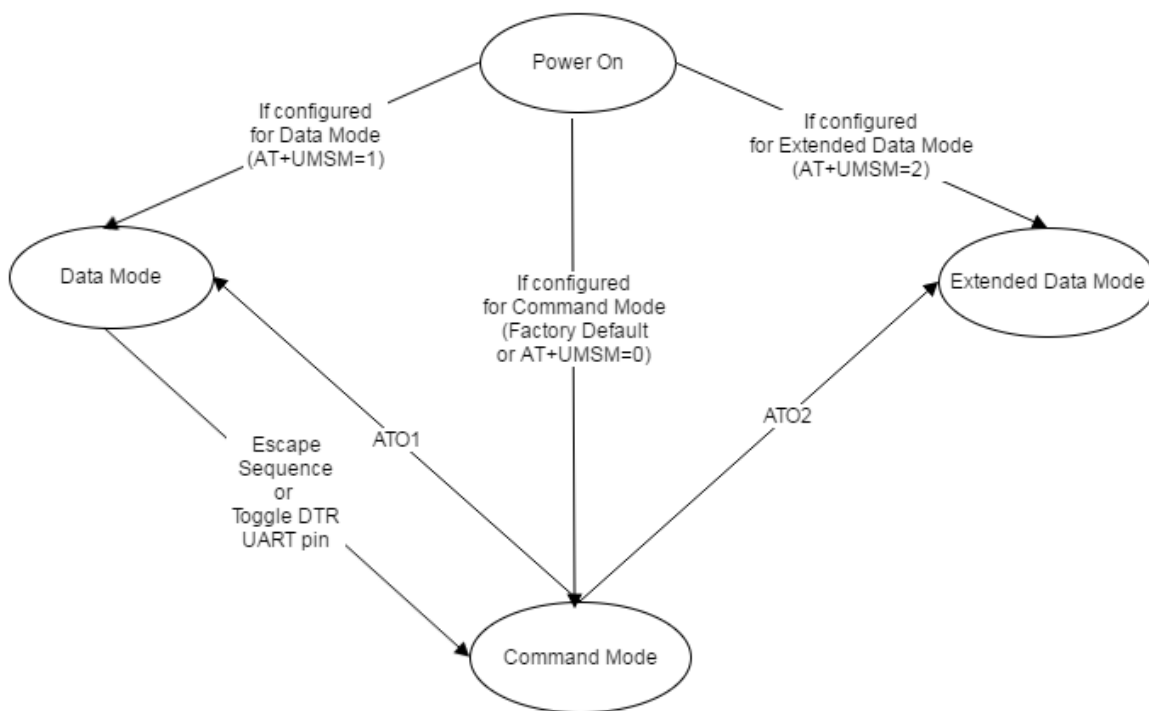 Power On
If configured
for Data Mode
(AT+UMSM=1)
If configured
for Extended Data Mode
(AT+UMSM=2)
Data Mode
If configured
for Command Mode
(Factory Default
or AT+UMSM=0)
Extended Data Mode
Escape
Sequence
or
Toggle DTR
UART pin
ATO1
ATO2
Command Mode